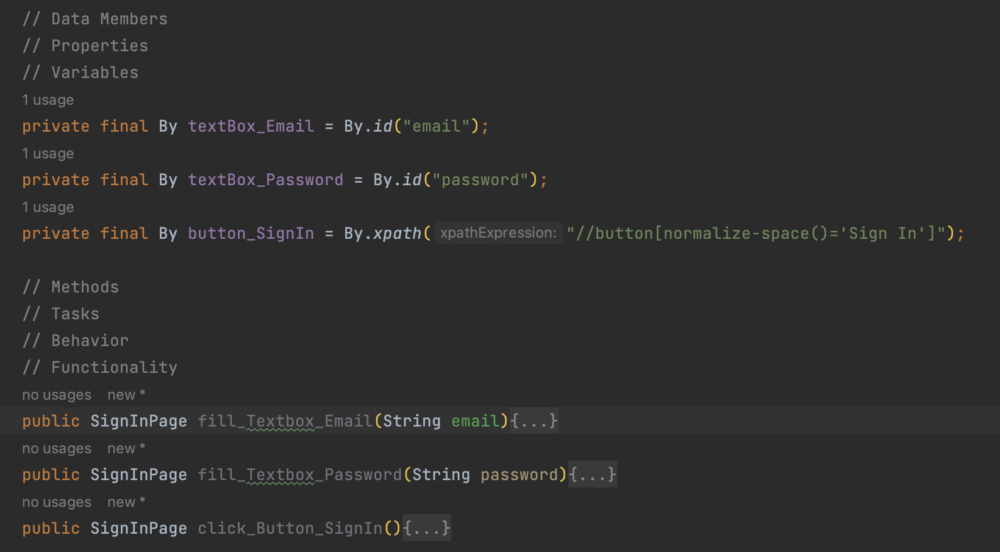 // Data Members
// Properties
// Variables
1 usage
private final By textBox_Email = By.id("email");
1 usage
private final By textBox_Password = By.id("password");
1 usage
private final By button_SignIn = By.xpath( xpathExpression: "//button[normalize-space()='Sign In']");
// Methods
// Tasks
// Behavior
// Functionality
no usages new *
public SignInPage fill_Textbox_Email(String email){...}
no usages new *
public SignInPage fill_Textbox_Password(String password){...}
no usages new *
public SignInPage click_Button_SignIn(){...}